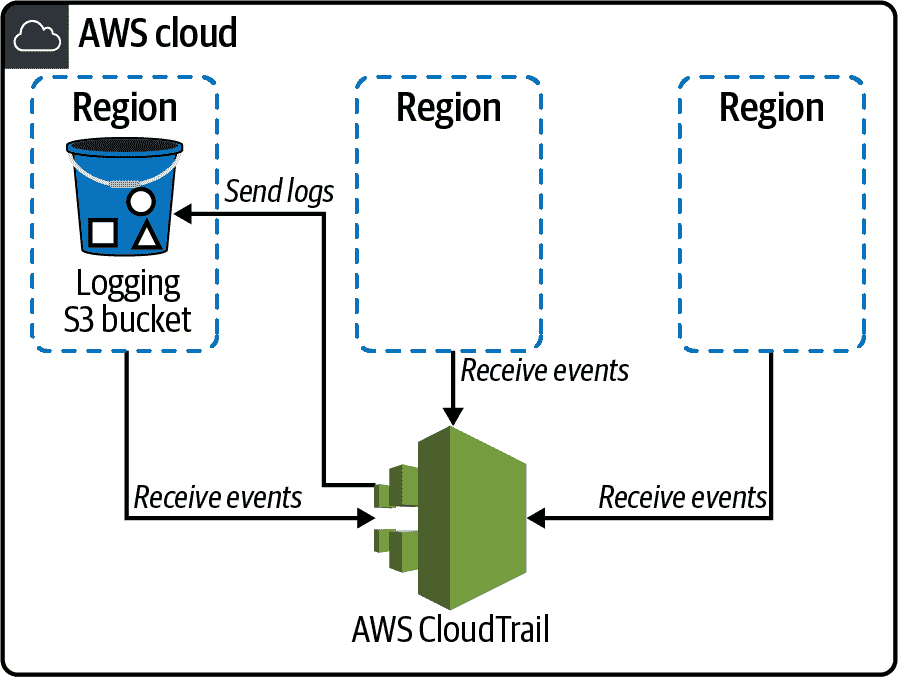 AWS cloud
Region
Region
Region
Send logs
Logging
S3 bucket
Receive events
Receive events
Receive events
AWS CloudTrail